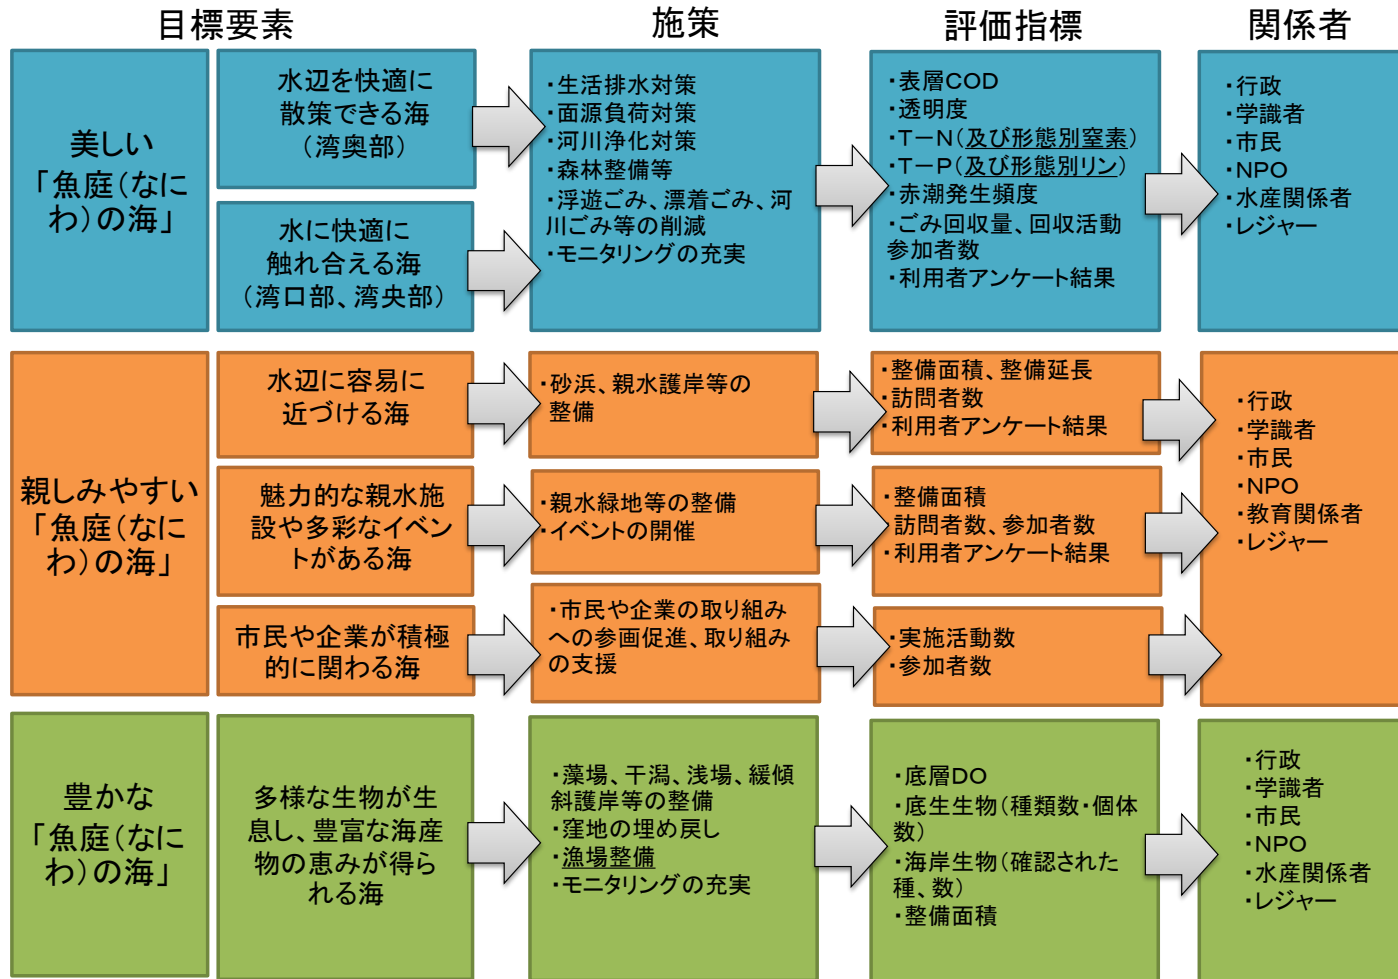 目標要素
施策
評価指標
関係者
美しい
「魚庭(なに
わ)の海」
水辺を快適に
散策できる海
(湾奥部)
水に快適に
触れ合える海
(湾口部、湾央部)
・生活排水対策
・面源負荷対策
・河川浄化対策
・森林整備等
・浮遊ごみ、漂着ごみ、河
川ごみ等の削減
・モニタリングの充実
・表層COD
・透明度
・T-N(及び形態別窒素)
・T-P(及び形態別リン)
・赤潮発生頻度
・ごみ回収量、回収活動
参加者数
・利用者アンケート結果
・行政
・学識者
・市民
・NPO
・水産関係者
・レジャー
親しみやすい
「魚庭(なに
わ)の海」
水辺に容易に
近づける海
・砂浜、親水護岸等の
整備
・整備面積、整備延長
・訪問者数
・利用者アンケート結果
魅力的な親水施
設や多彩なイベン
トがある海
・親水緑地等の整備
・イベントの開催
・整備面積
訪問者数、参加者数
・利用者アンケート結果
市民や企業が積極
的に関わる海
・市民や企業の取り組み
への参画促進、取り組み
の支援
・実施活動数
・参加者数
・行政
・学識者
・市民
・NPO
・教育関係者
・レジャー
豊かな
「魚庭(なに
わ)の海」
多様な生物が生
息し、豊富な海産
物の恵みが得ら
れる海
・藻場、干潟、浅場、緩傾
斜護岸等の整備
・窪地の埋め戻し
・漁場整備
・モニタリングの充実
・底層DO
・底生生物(種類数・個体
数)
・海岸生物(確認された
種、数)
・整備面積
・行政
・学識者
・市民
・NPO
・水産関係者
・レジャー